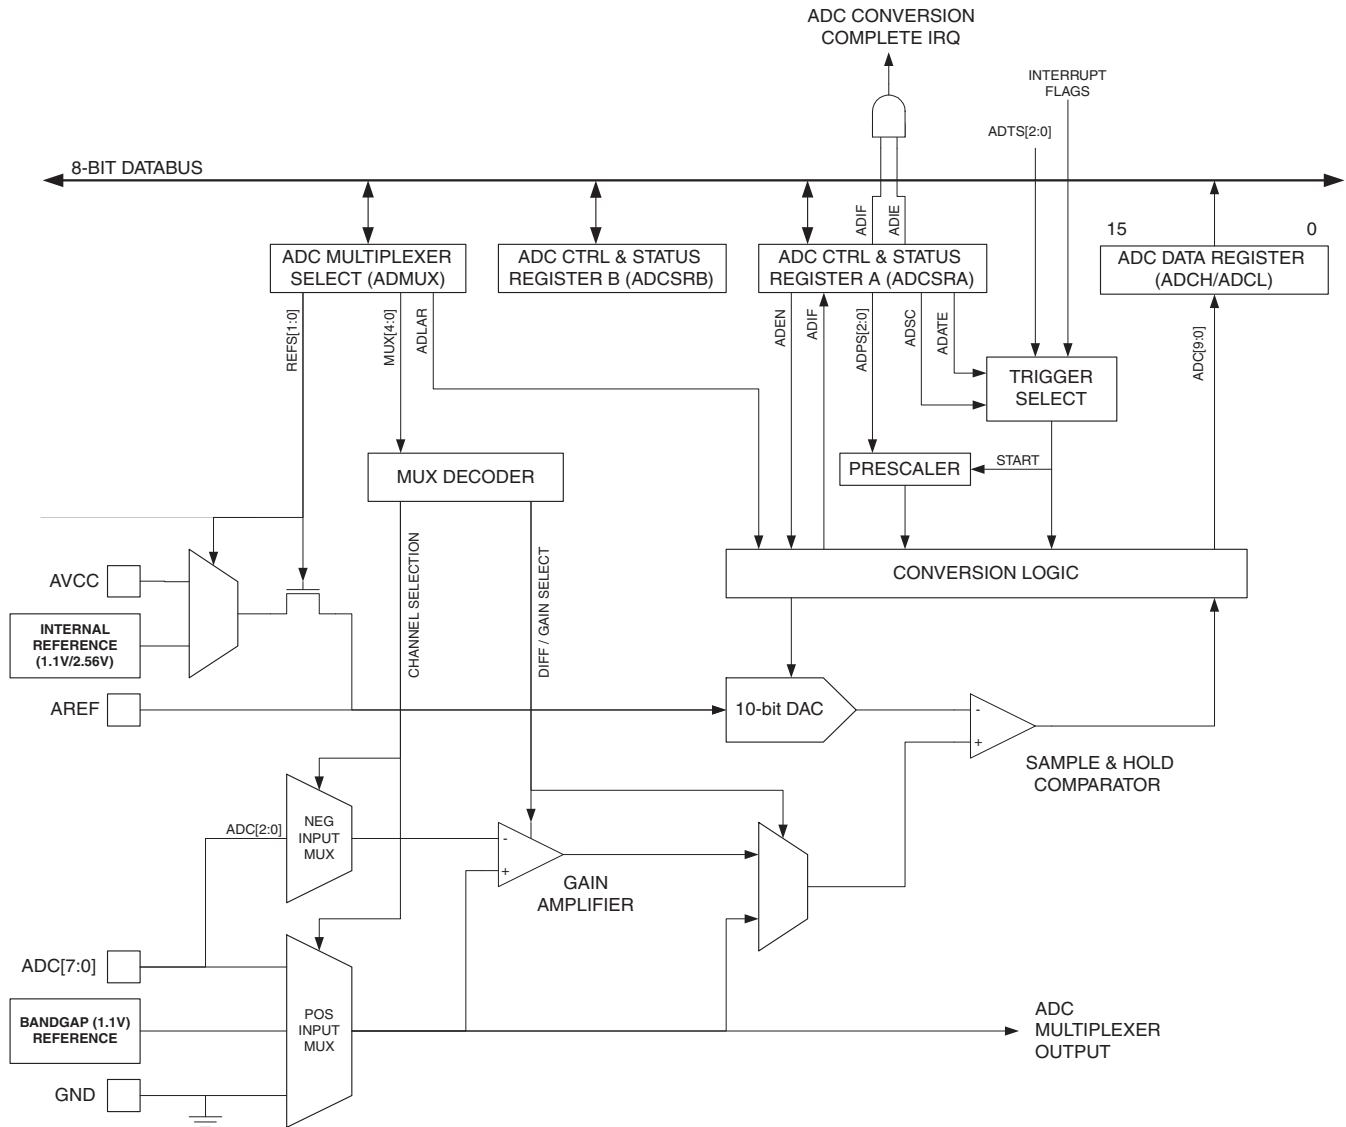 ADC CONVERSION
COMPLETE IRQ
INTERRUPT
FLAGS
ADTS[2:0]
8-BIT DATABUS
ADIF
ADIE
15
0
ADC MULTIPLEXER
SELECT (ADMUX)
ADC CTRL & STATUS
REGISTER B (ADCSRB)
ADC CTRL & STATUS
REGISTER A (ADCSRA)
ADC DATA REGISTER
(ADCH/ADCL)
REFS[1:0]
MUX[4:0]
ADLAR
ADEN
ADIF
ADPS[2:0]
ADSC
ADATE
ADC[9:0]
TRIGGER
SELECT
MUX DECODER
PRESCALER
START
CHANNEL SELECTION
DIFF / GAIN SELECT
AVCC
CONVERSION LOGIC
INTERNAL
REFERENCE
(1.1V/2.56V)
AREF
10-bit DAC
-
+
SAMPLE & HOLD
COMPARATOR
ADC[2:0]
NEG
INPUT
MUX
-
+
GAIN
AMPLIFIER
ADC[7:0]
BANDGAP (1.1V)
REFERENCE
POS
INPUT
MUX
ADC
MULTIPLEXER
OUTPUT
GND